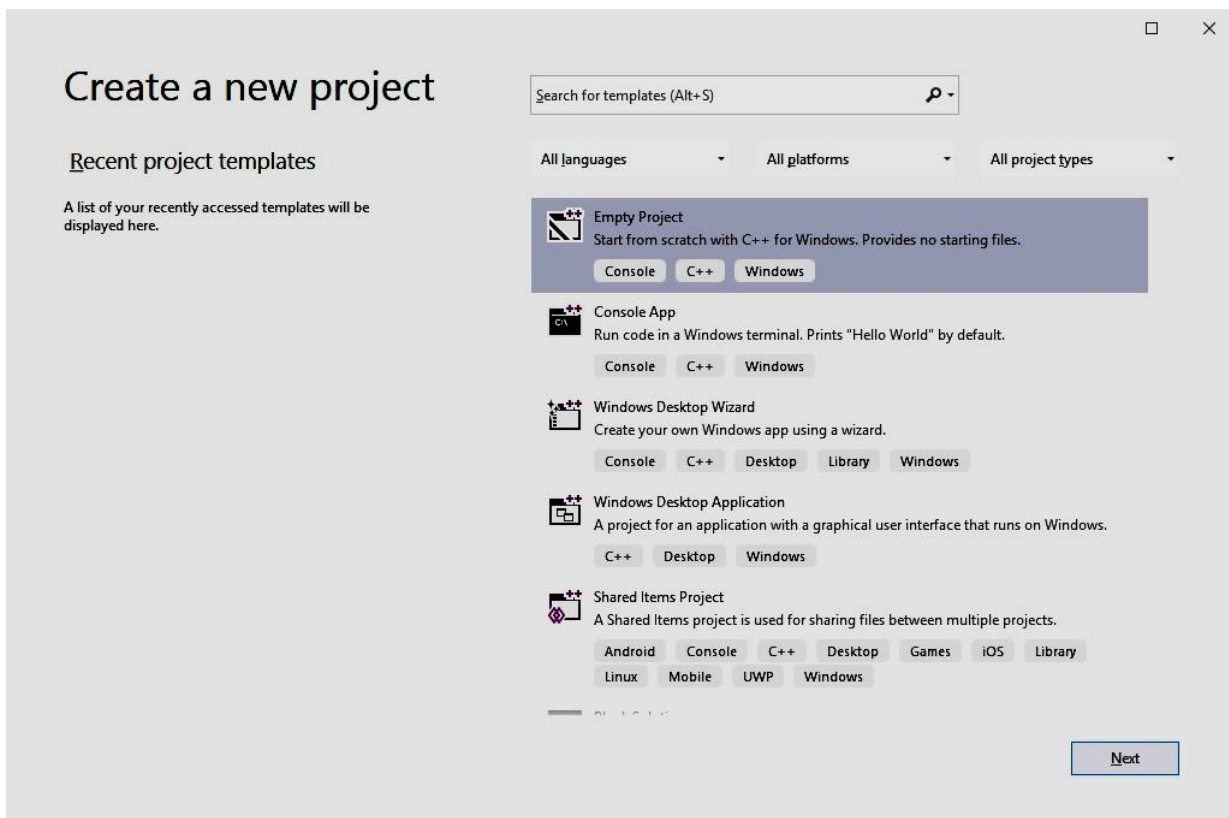 Create a new project
Search for templates (Alt+S)
Recent project templates
All languages
All platforms
All project types
A list of your recently accessed templates will be
displayed here.
Empty Project
Start from scratch with C++ for Windows. Provides no starting files.
Console C++ Windows
Console App
Run code in a Windows terminal. Prints "Hello World" by default.
Console C++ Windows
Windows Desktop Wizard
Create your own Windows app using a wizard.
Console C++ Desktop Library Windows
Windows Desktop Application
A project for an application with a graphical user interface that runs on Windows.
C++ Desktop Windows
Shared Items Project
A Shared Items project is used for sharing files between multiple projects.
Android Console C++ Desktop Games iOS Library
Linux Mobile UWP Windows
Next